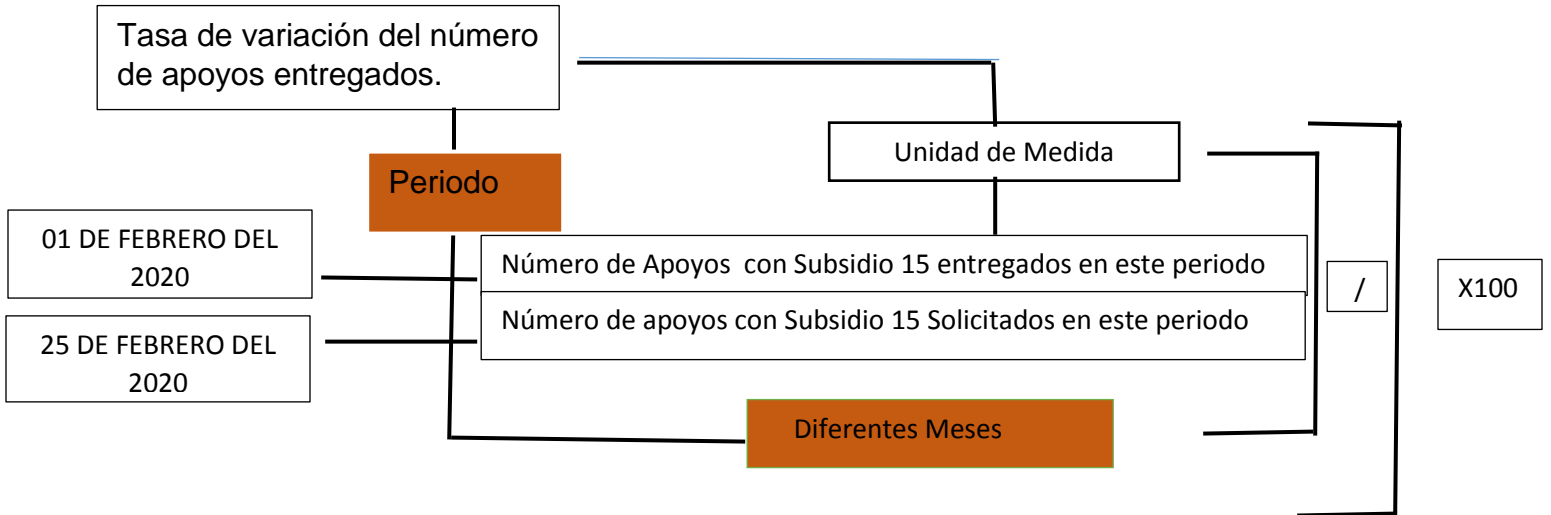 Tasa de variación del número
de apoyos entregados.
Unidad de Medida
Periodo
01 DE FEBRERO DEL
2020
Número de Apoyos con Subsidio 15 entregados en este periodo
/
X100
Número de apoyos con Subsidio 15 Solicitados en este periodo
25 DE FEBRERO DEL
2020
Diferentes Meses